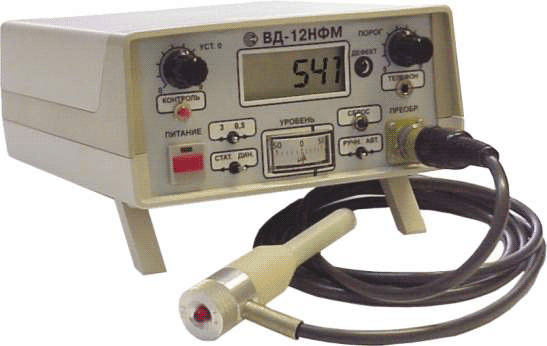 ВД-12НФМ
УСТ. 0
ПОРОГ
541
ДЕФЕКТ
ТЕЛЕФОН
КОНТРОЛЬ
ПИТАНИЕ
3 0,5
УРОВЕНЬ
СБРОС
ПРЕОБР.
СТАТ. ДИН.
50 0 50
μA
РУЧН. АВТ.